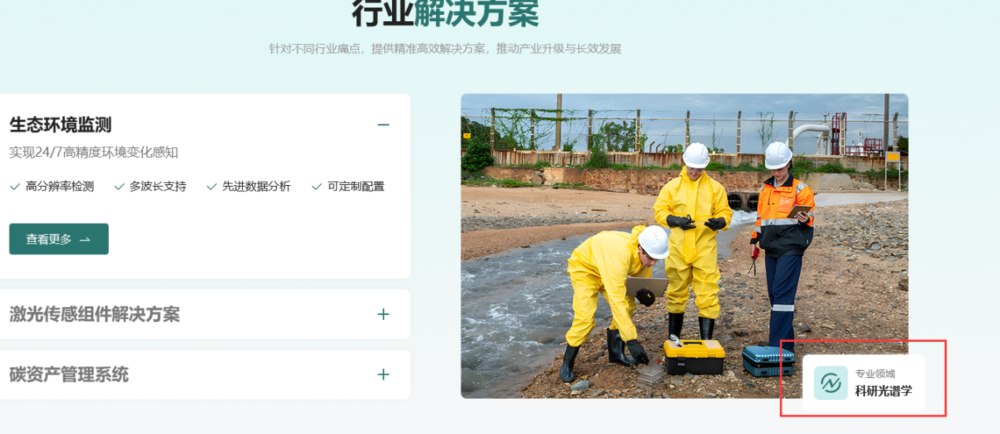 行业解决方案
针对不同行业痛点，提供精准高效解决方案，推动产业升级与长效发展
生态环境监测
实现24/7高精度环境变化感知
高分辨率检测 多波长支持 先进数据分析 可定制配置
查看更多
激光传感组件解决方案
碳资产管理系统
专业领域
科研光谱学